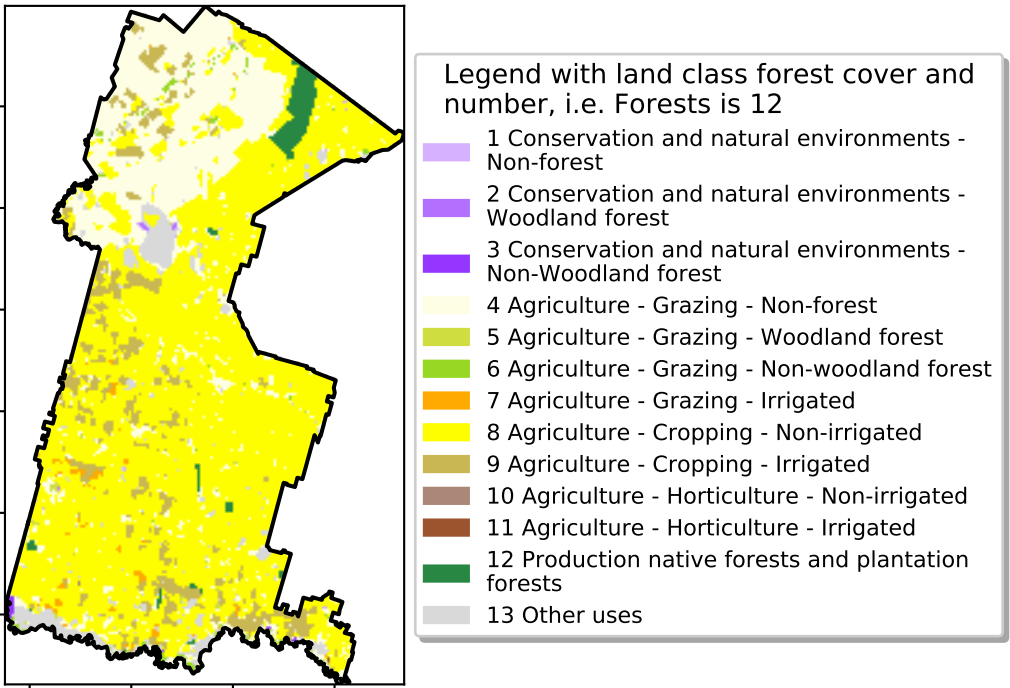 Legend with land class forest cover and
number, i.e. Forests is 12
1 Conservation and natural environments -
Non-forest
2 Conservation and natural environments -
Woodland forest
3 Conservation and natural environments -
Non-Woodland forest
4 Agriculture - Grazing - Non-forest
5 Agriculture - Grazing - Woodland forest
6 Agriculture - Grazing - Non-woodland forest
7 Agriculture - Grazing - Irrigated
8 Agriculture - Cropping - Non-irrigated
9 Agriculture - Cropping - Irrigated
10 Agriculture - Horticulture - Non-irrigated
11 Agriculture - Horticulture - Irrigated
12 Production native forests and plantation
forests
13 Other uses